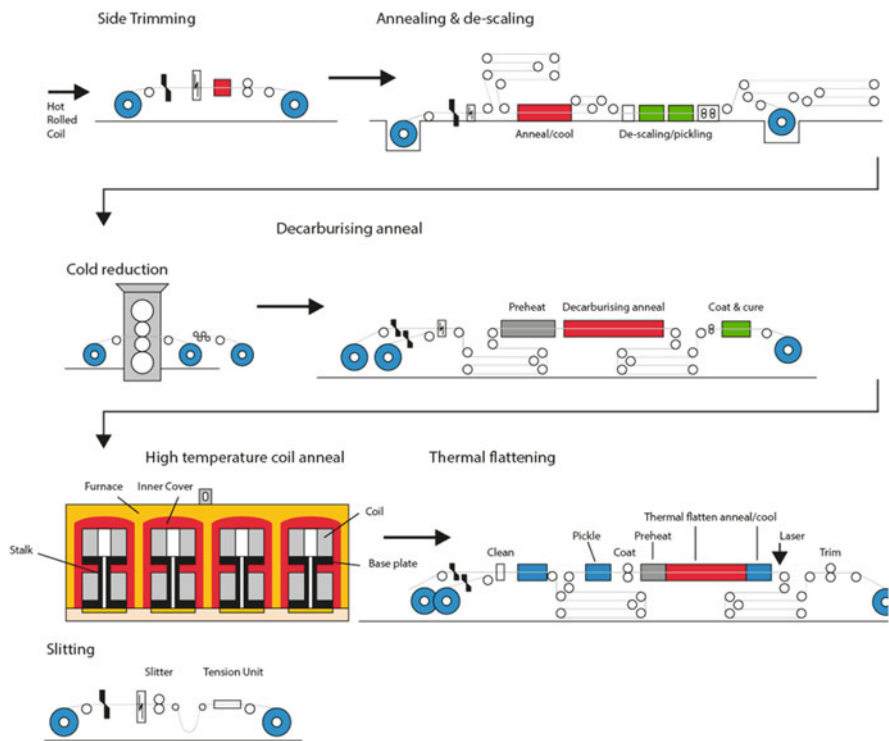 Side Trimming
Annealing & de-scaling
Hot
Rolled
Coil
Anneal/cool
De-scaling/pickling
Decarburising anneal
Cold reduction
Preheat
Decarburising anneal
Coat & cure
High temperature coil anneal
Thermal flattening
Furnace
Inner Cover
Coil
Stalk
Base plate
Thermal flatten anneal/cool
Clean
Pickle
Coat
Preheat
Laser
Trim
Slitting
Slitter
Tension Unit